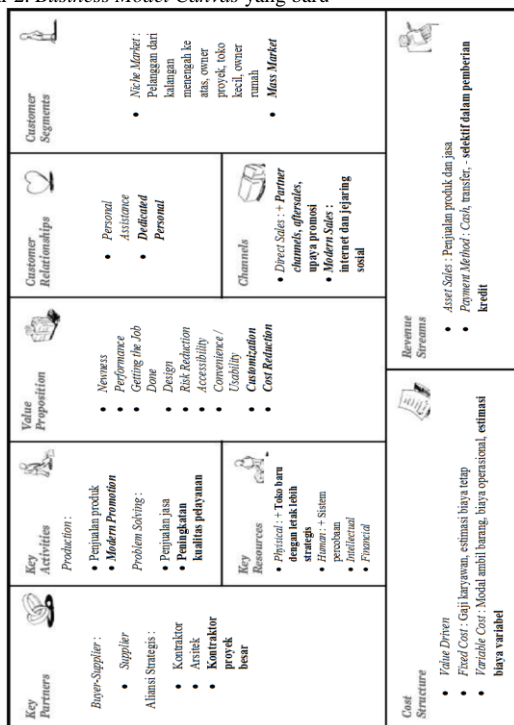 2. Business Model Canvas yang baru
Key
Partners
Buyer-Supplier :
• Supplier
Aliansi Strategis :
• Kontraktor
• Arsitek
• Kontraktor
proyek
besar
Key
Activities
Production :
• Penjualan produk
• Modern Promotion
Problem Solving :
• Penjualan jasa
• Peningkatan
kualitas pelayanan
Key
Resources
• Physical : + Toko baru
dengan letak lebih
strategis
• Human : + Sistem
percobaan
• Intellectual
• Financial
Value
Proposition
• Newness
• Performance
• Getting the Job
Done
• Design
• Risk Reduction
• Accessibility
• Convenience /
Usability
• Customization
• Cost Reduction
Customer
Relationships
• Personal
Assistance
• Dedicated
Personal
Channels
• Direct Sales : + Partner
channels, aftersales,
upaya promosi
• Modern Sales :
internet dan jejaring
sosial
Customer
Segments
• Niche Market :
Pelanggan dari
kalangan
menengah ke
atas, owner
proyek, toko
kecil, owner
rumah
• Mass Market
Cost
Structure
• Value Driven
• Fixed Cost : Gaji karyawan, estimasi biaya tetap
• Variable Cost : Modal ambil barang, biaya operasional, estimasi
biaya variabel
Revenue
Streams
• Asset Sales : Penjualan produk dan jasa
• Payment Method : Cash, transfer, - selektif dalam pemberian
kredit